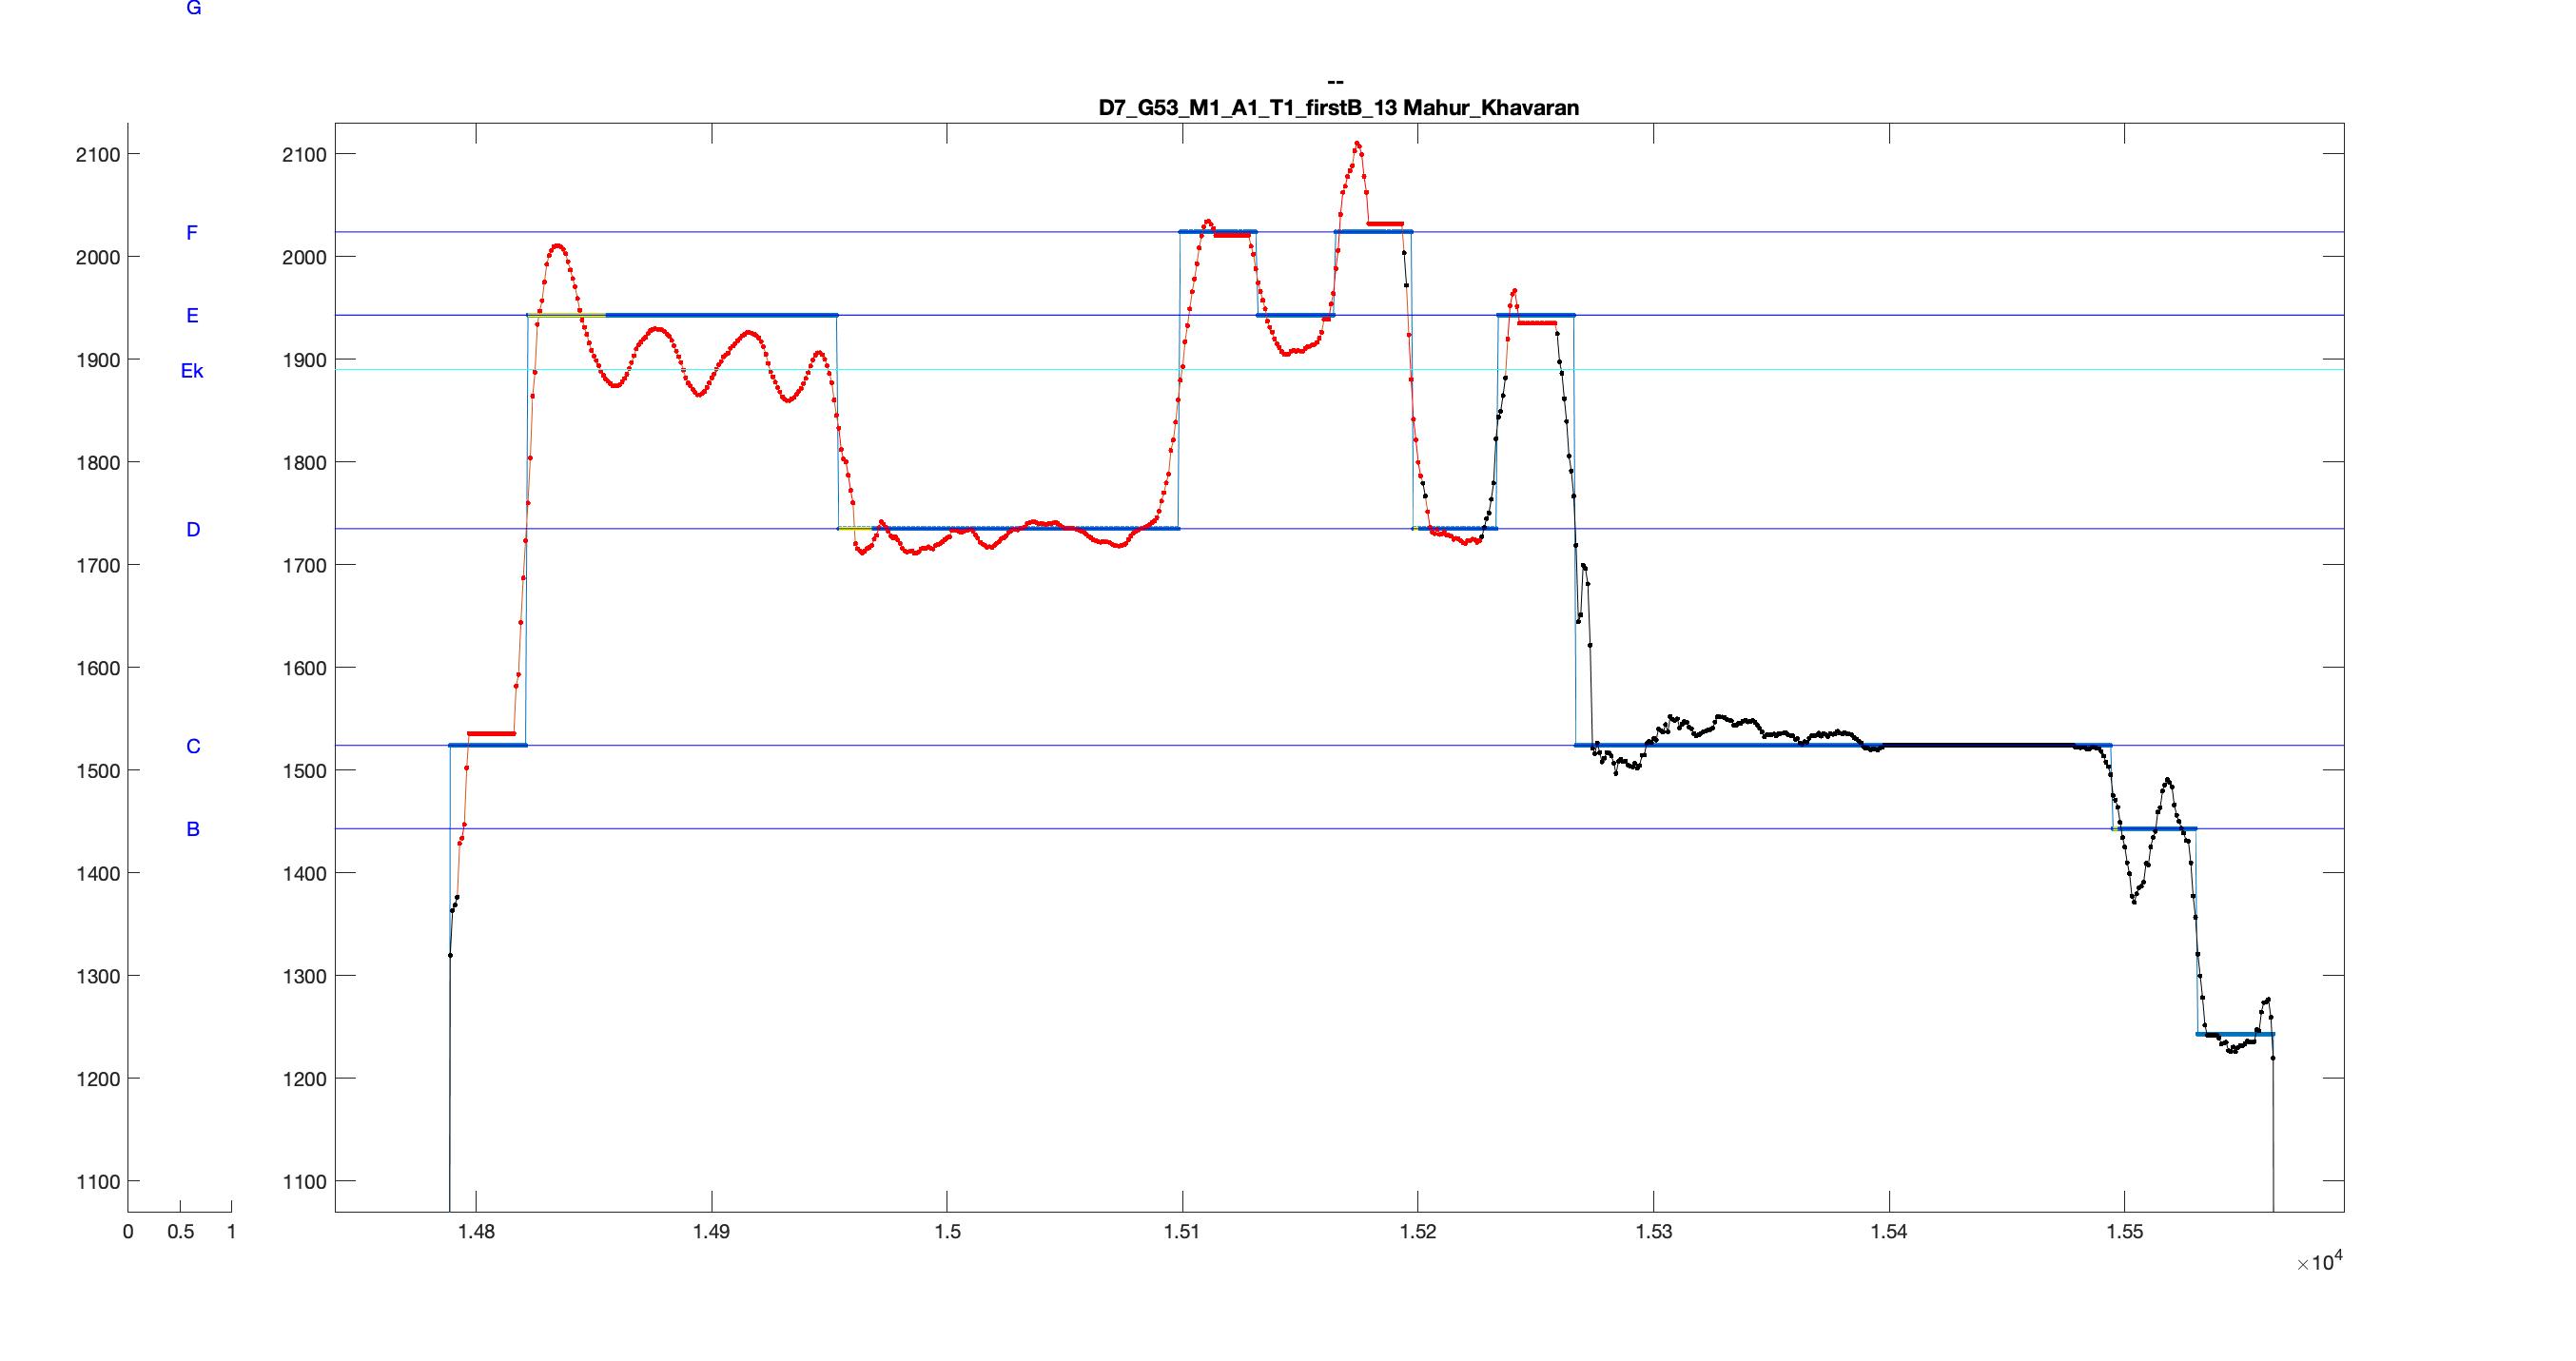 G
--
D7_G53_M1_A1_T1_firstB_13 Mahur_Khavaran
2100 2100
F
2000 2000
E
1900 1900
Ek
1800 1800
D
1700 1700
1600 1600
C
1500 1500
B
1400 1400
1300 1300
1200 1200
1100 1100
0 0.5 1 1.48 1.49 1.5 1.51 1.52 1.53 1.54 1.55
×10⁴